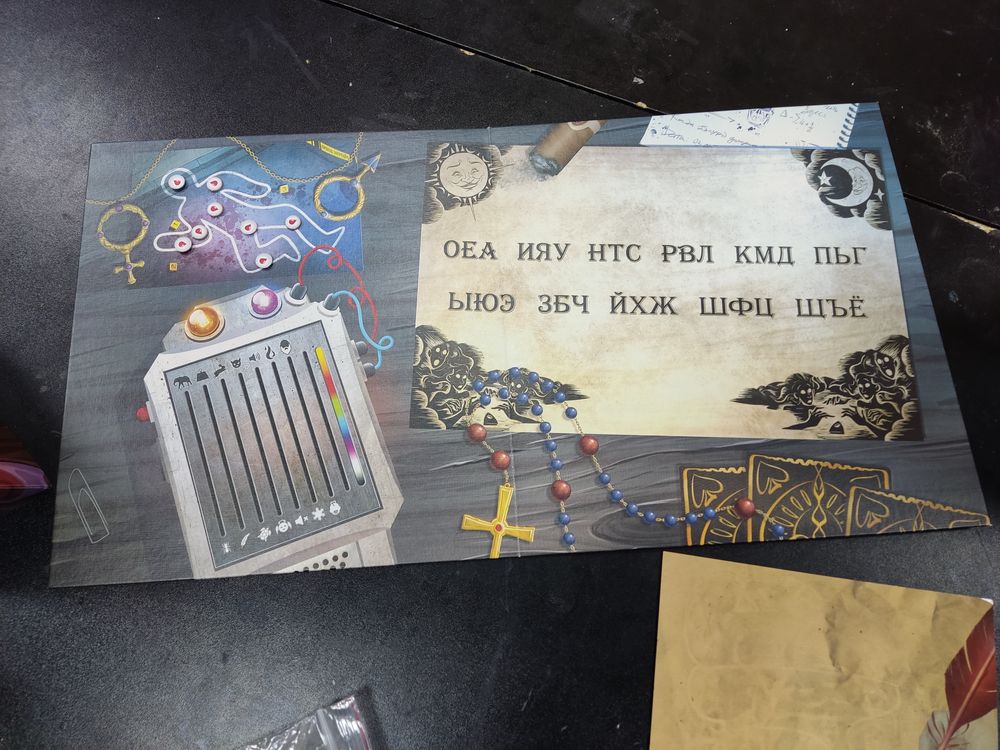 ОЕА ИЯУ НТС РВЛ КМД ПЬГ
ЫЮЭ ЗБЧ ЙХЖ ШФЦ ЩЪЁ